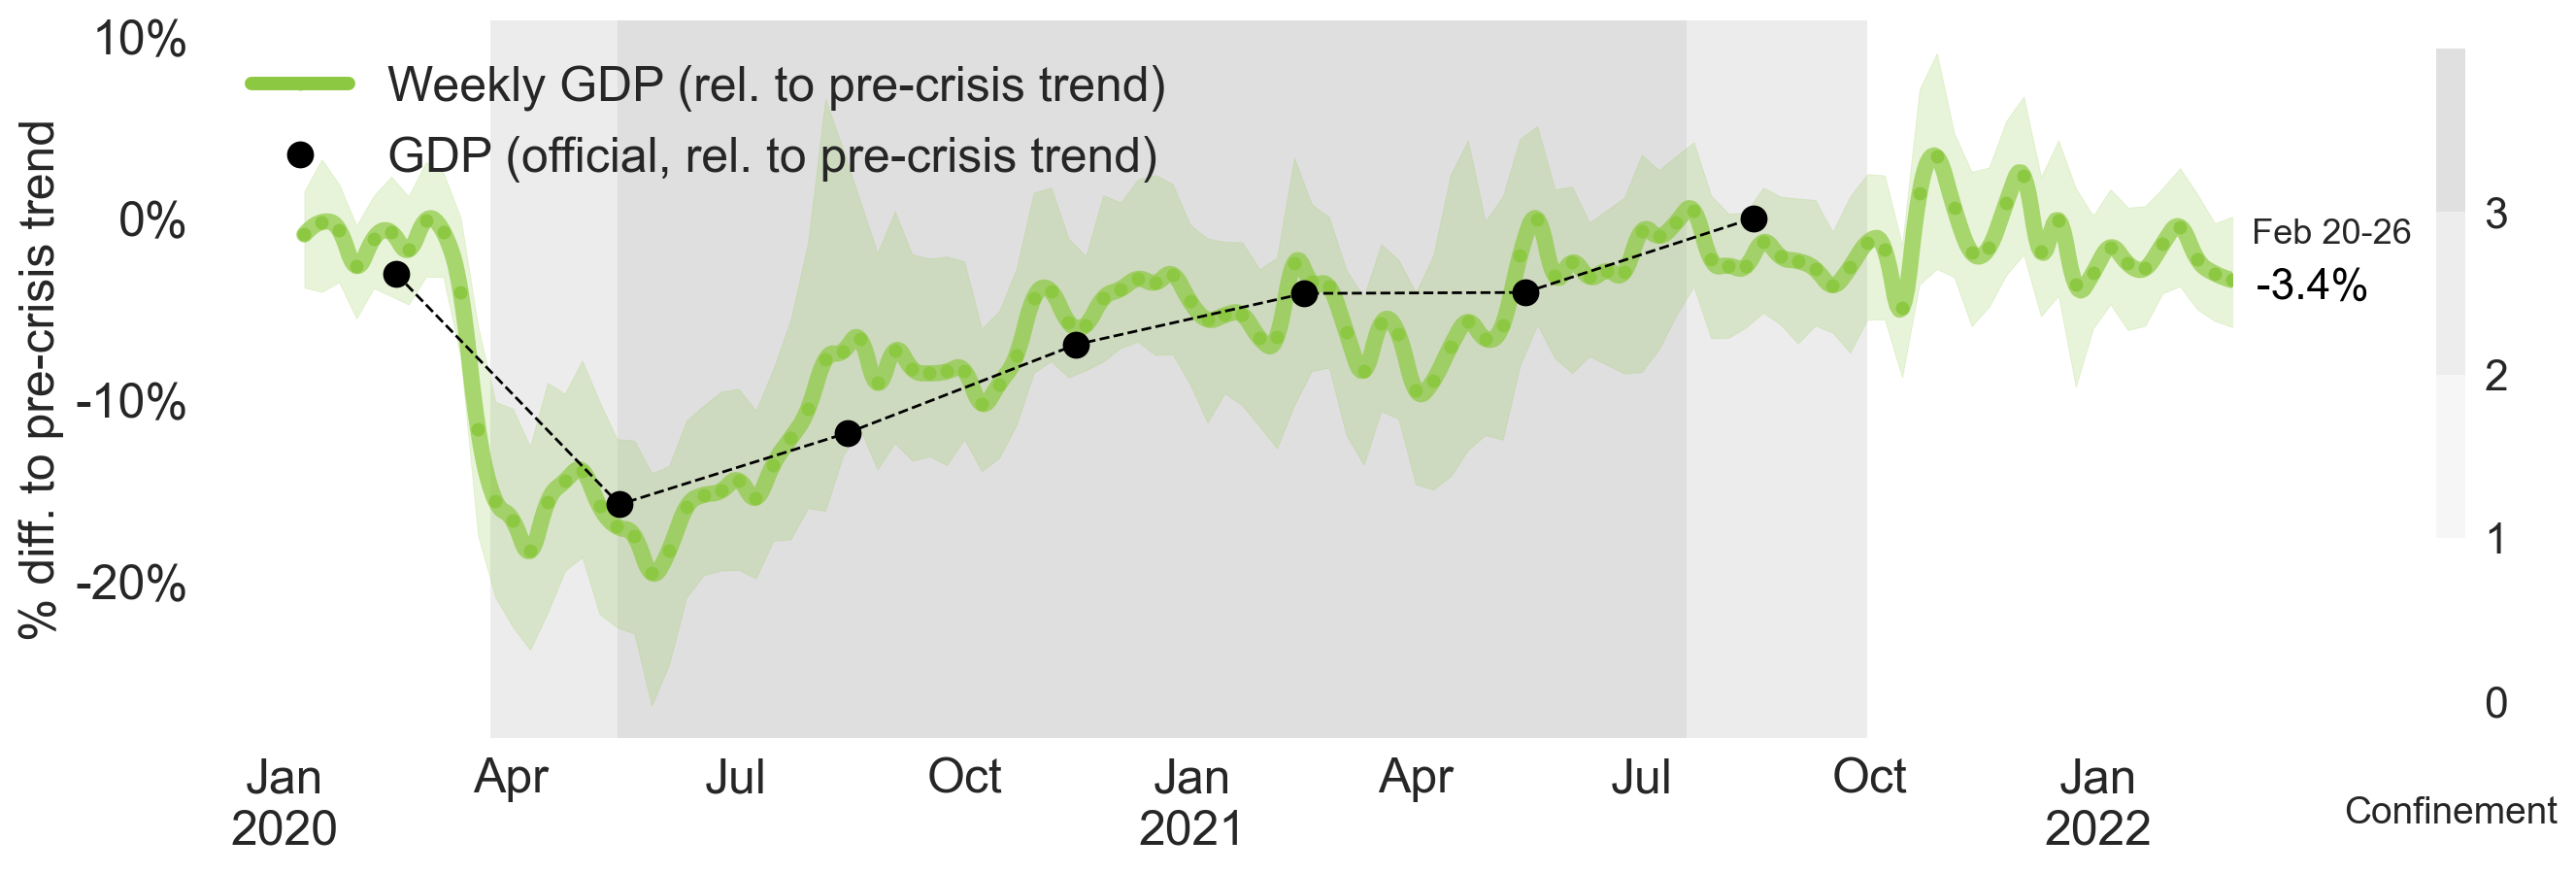 10%
0%
-10%
-20%
% diff. to pre-crisis trend
Weekly GDP (rel. to pre-crisis trend)
GDP (official, rel. to pre-crisis trend)
Feb 20-26
-3.4%
3
2
1
0
Confinement
Jan Apr Jul Oct Jan Apr Jul Oct Jan
2020 2021 2022